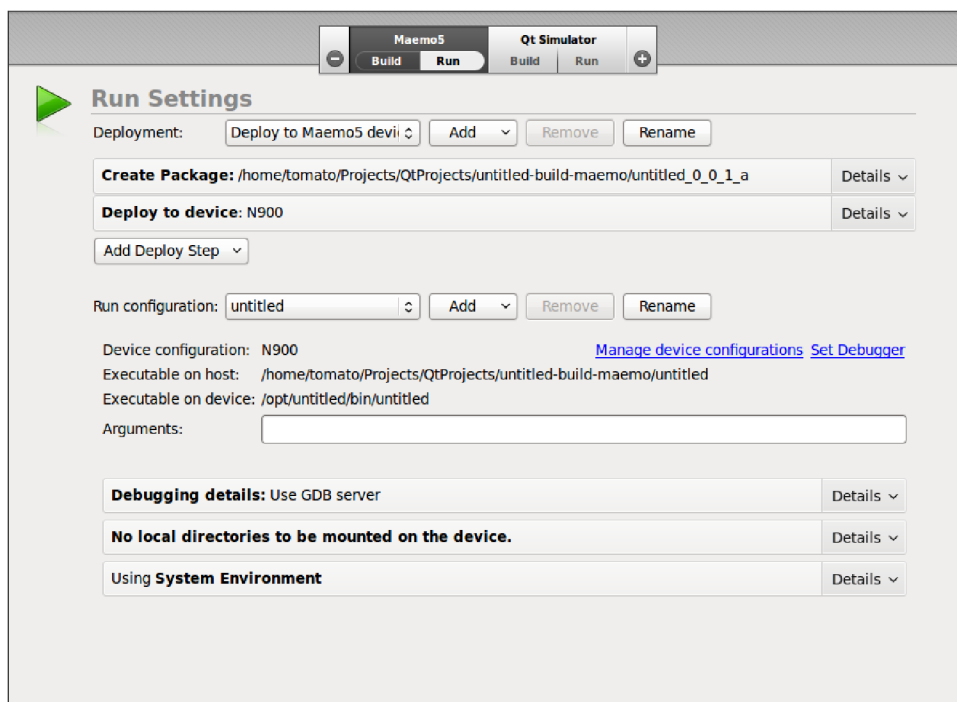 Maemo5 Qt Simulator
Build Run Build Run
Run Settings
Deployment: Deploy to Maemo5 devi Add Remove Rename
Create Package: /home/tomato/Projects/QtProjects/untitled-build-maemo/untitled_0_0_1_a Details
Deploy to device: N900 Details
Add Deploy Step
Run configuration: untitled Add Remove Rename
Device configuration: N900 Manage device configurations Set Debugger
Executable on host: /home/tomato/Projects/QtProjects/untitled-build-maemo/untitled
Executable on device: /opt/untitled/bin/untitled
Arguments:
Debugging details: Use GDB server Details
No local directories to be mounted on the device. Details
Using System Environment Details